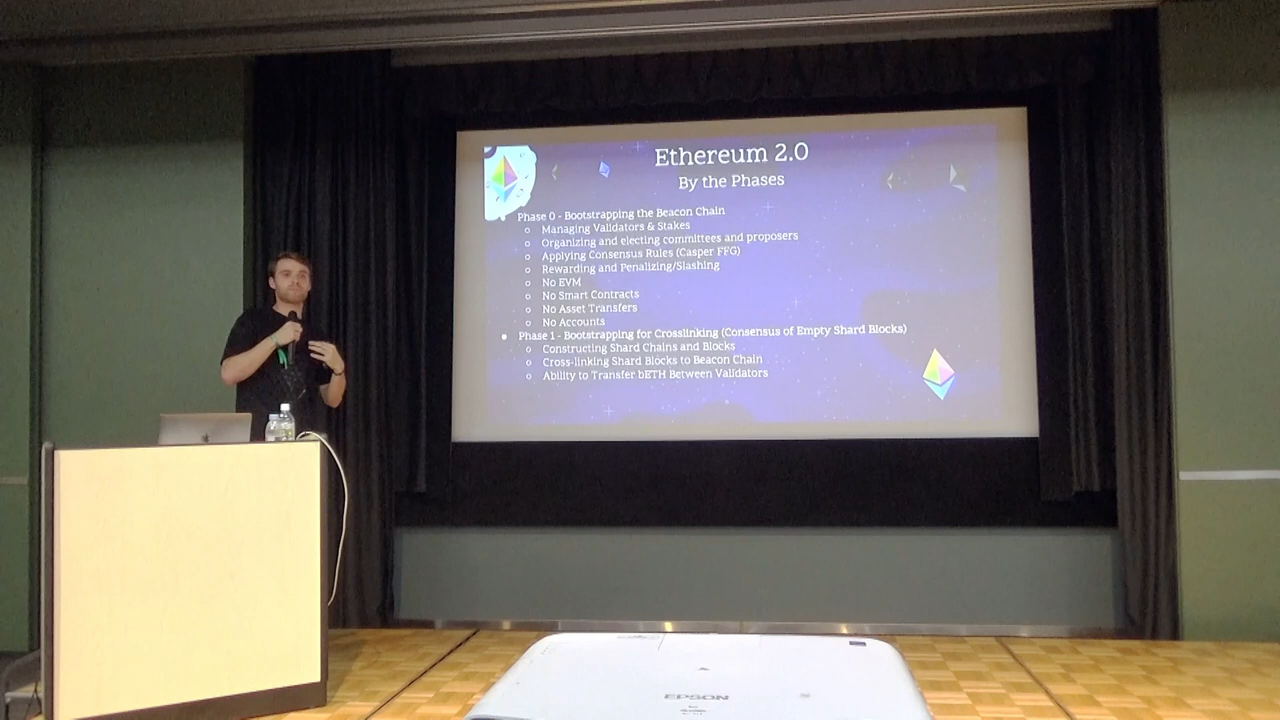 Ethereum 2.0
By the Phases
Phase 0 - Bootstrapping the Beacon Chain
Managing Validators & Stakes
Organizing and electing committees and proposers
Applying Consensus Rules (Casper FFG)
Rewarding and Penalizing/Slashing
No EVM
No Smart Contracts
No Asset Transfers
No Accounts
Phase 1 - Bootstrapping for Crosslinking (Consensus of Empty Shard Blocks)
Constructing Shard Chains and Blocks
Cross-linking Shard Blocks to Beacon Chain
Ability to Transfer bETH Between Validators
EPSON